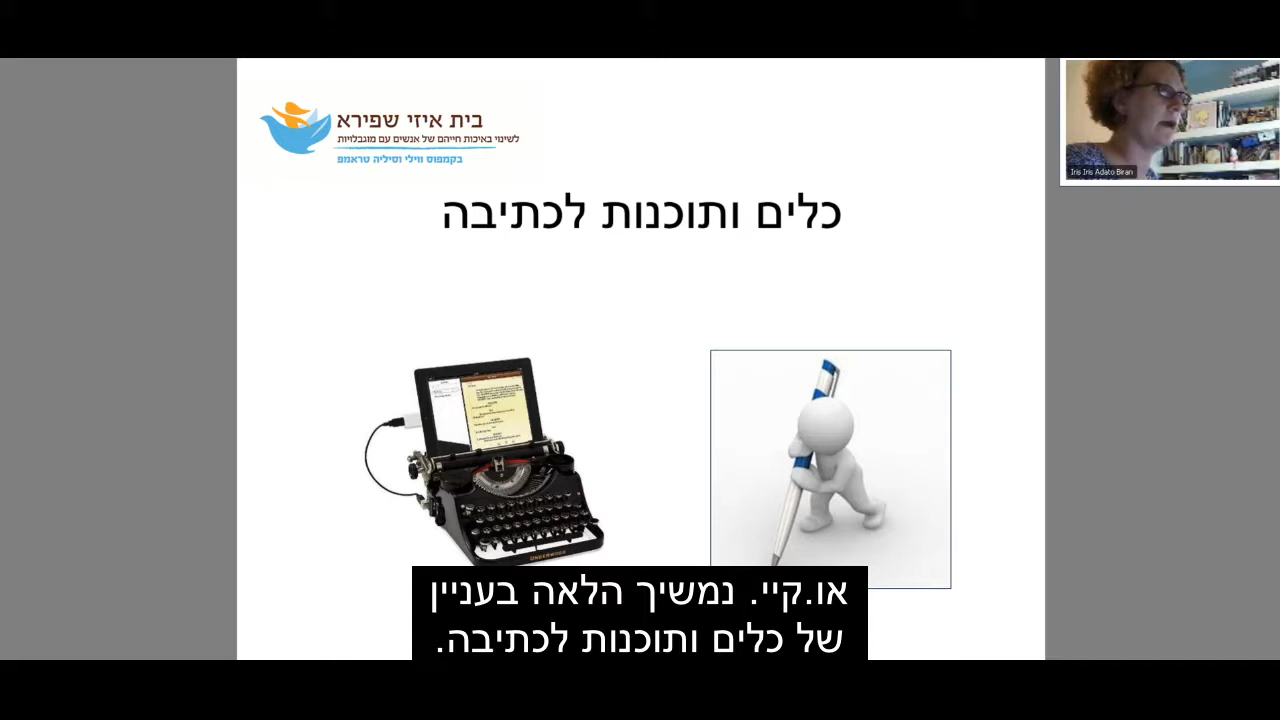 בית איזי שפירא
לשינוי באיכות חייהם של אנשים עם מוגבלויות
בקמפוס ווילי וסיליה טראמפ
Iris Iris Adato Biran
כלים ותוכנות לכתיבה
UNDERWOOD
או.קיי. נמשיך הלאה בעניין
של כלים ותוכנות לכתיבה.